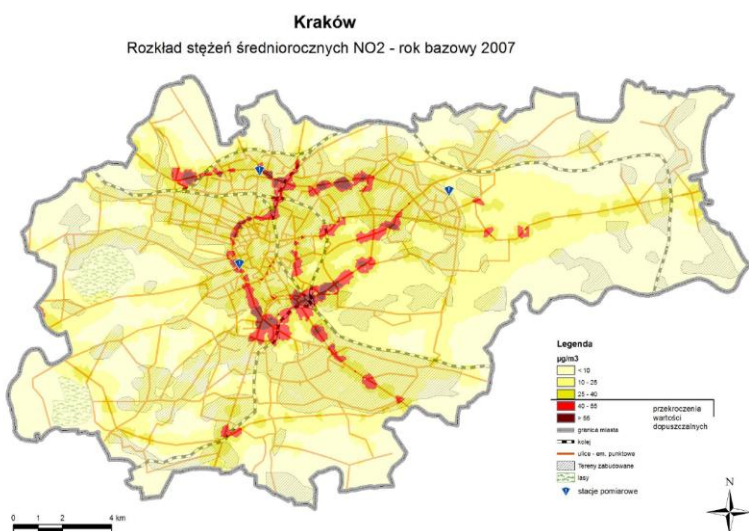 Kraków
Rozkład stężeń średniorocznych NO2 - rok bazowy 2007
Legenda
µg/m3
< 10
10 - 25
25 - 40
40 - 55
> 55
przekroczenia
wartości
dopuszczalnych
granica miasta
kolej
ulice - em. punktowe
Tereny zabudowane
lasy
stacje pomiarowe
N
0 1 2 4 km